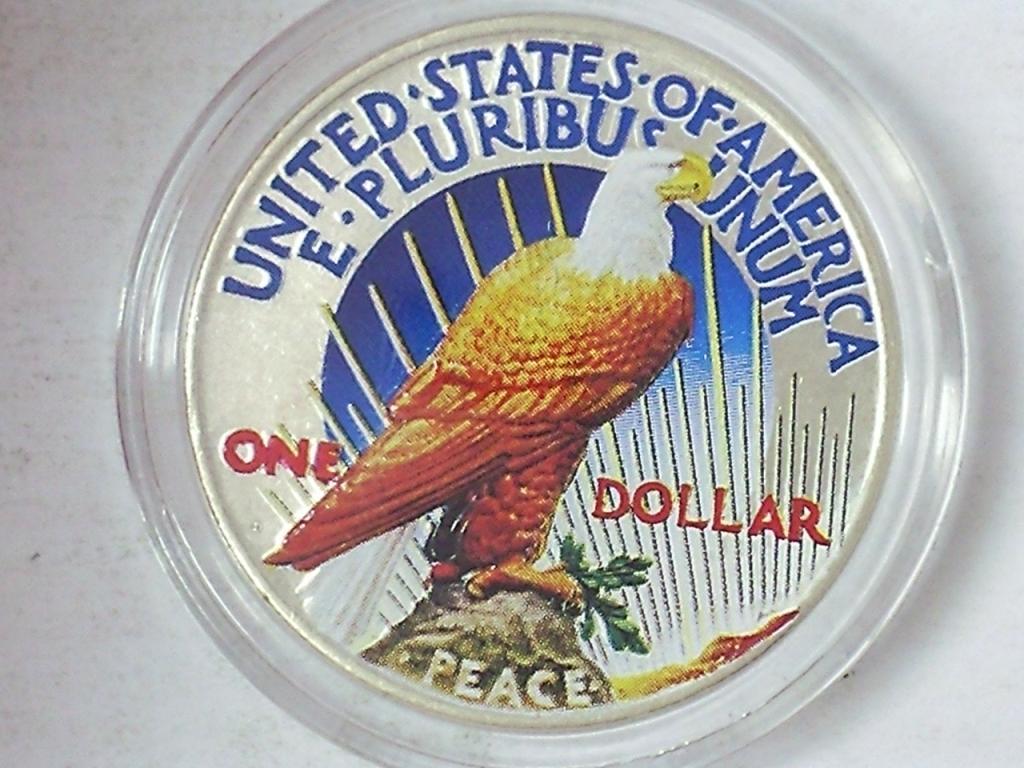 UNITED·STATES·OF·AMERICA
E·PLURIBUS UNUM
ONE DOLLAR
PEACE